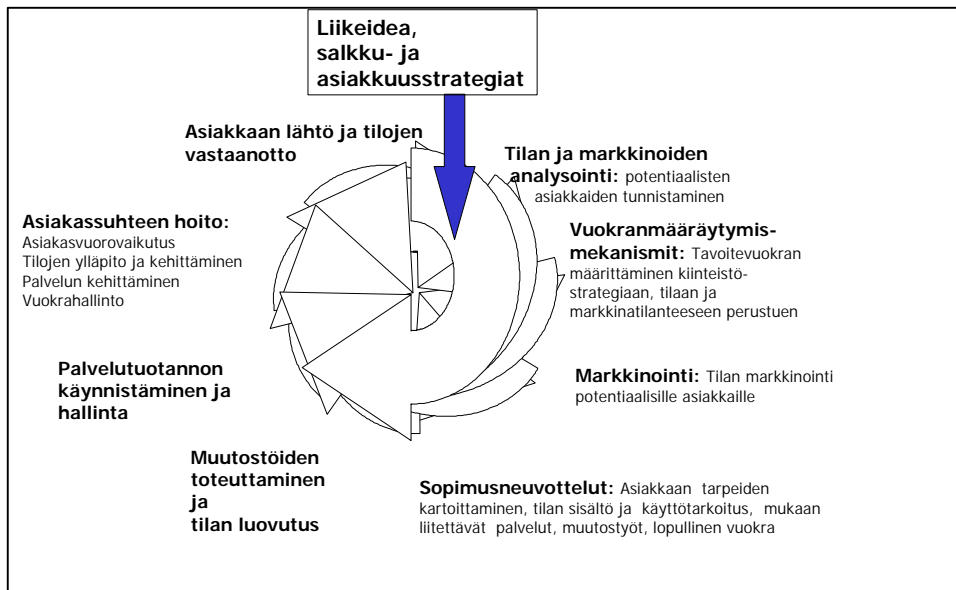 Liikeidea,
salkku- ja
asiakkuusstrategiat
Asiakkaan lähtö ja tilojen
vastaanotto
Tilan ja markkinoiden
analysointi: potentiaalisten
asiakkaiden tunnistaminen
Asiakassuhteen hoito:
Asiakasvuorovaikutus
Tilojen ylläpito ja kehittäminen
Palvelun kehittäminen
Vuokrahallinto
Vuokranmääräytymis-
mekanismit: Tavoitevuokran
määrittäminen kiinteistö-
strategiaan, tilaan ja
markkinatilanteeseen perustuen
Palvelutuotannon
käynnistäminen ja
hallinta
Markkinointi: Tilan markkinointi
potentiaalisille asiakkaille
Muutostöiden
toteuttaminen
ja
tilan luovutus
Sopimusneuvottelut: Asiakkaan tarpeiden
kartoittaminen, tilan sisältö ja käyttötarkoitus, mukaan
liitettävät palvelut, muutostyöt, lopullinen vuokra